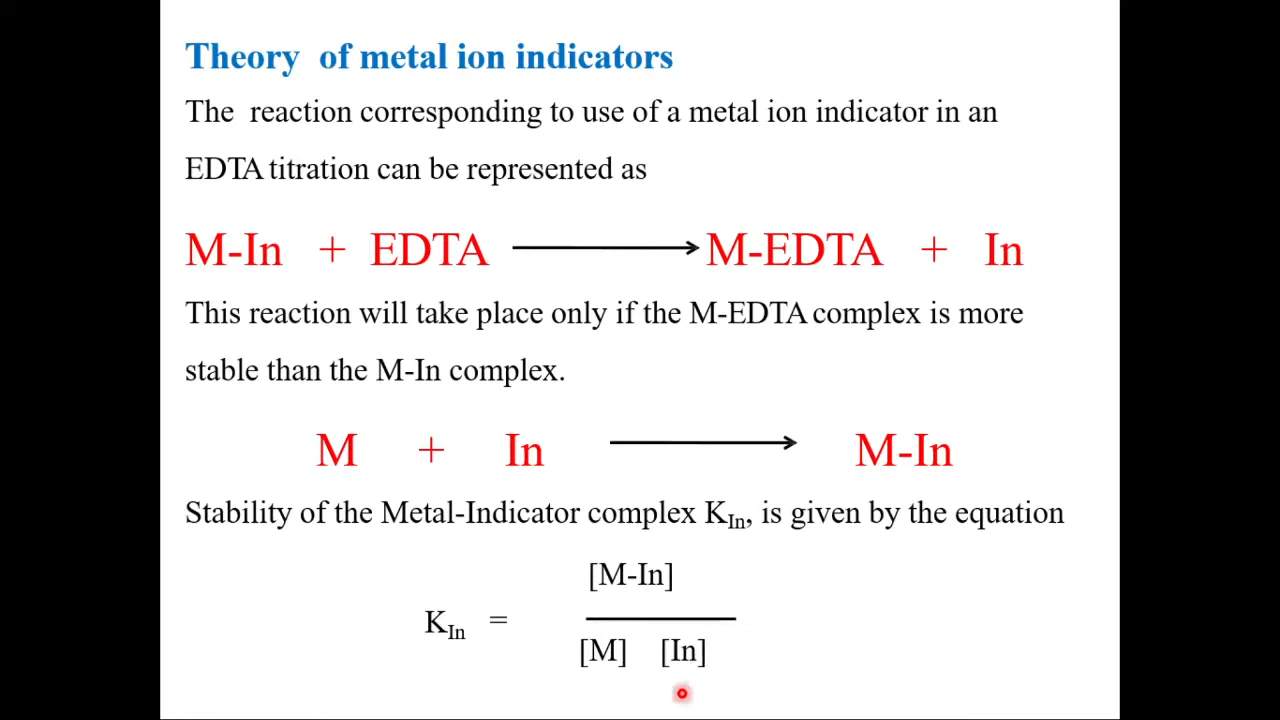 Theory of metal ion indicators
The reaction corresponding to use of a metal ion indicator in an
EDTA titration can be represented as
M-In + EDTA ⟶ M-EDTA + In
This reaction will take place only if the M-EDTA complex is more
stable than the M-In complex.
M + In ⟶ M-In
Stability of the Metal-Indicator complex K_In, is given by the equation
[M-In]
K_In =
[M] [In]